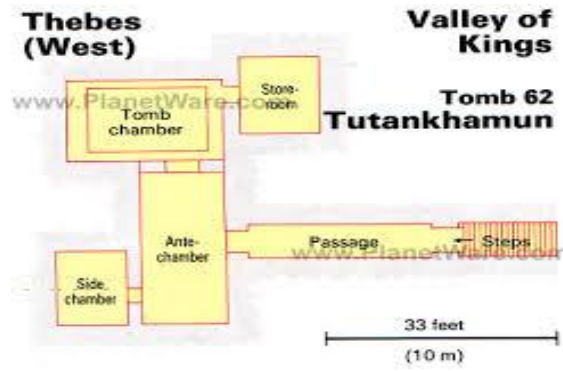 Thebes
(West)
Valley of
Kings
Tomb 62
Tutankhamun
www.PlanetWare.com
Store-
room
Tomb
chamber
Ante-
chamber
Passage
Steps
www.PlanetWare.com
Side
chamber
33 feet
(10 m)